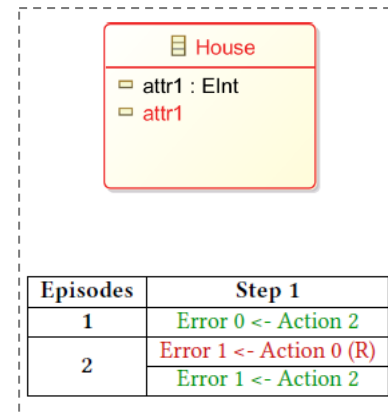 House
attr1 : EInt
attr1
Episodes Step 1
1 Error 0 <- Action 2
2 Error 1 <- Action 0 (R)
Error 1 <- Action 2